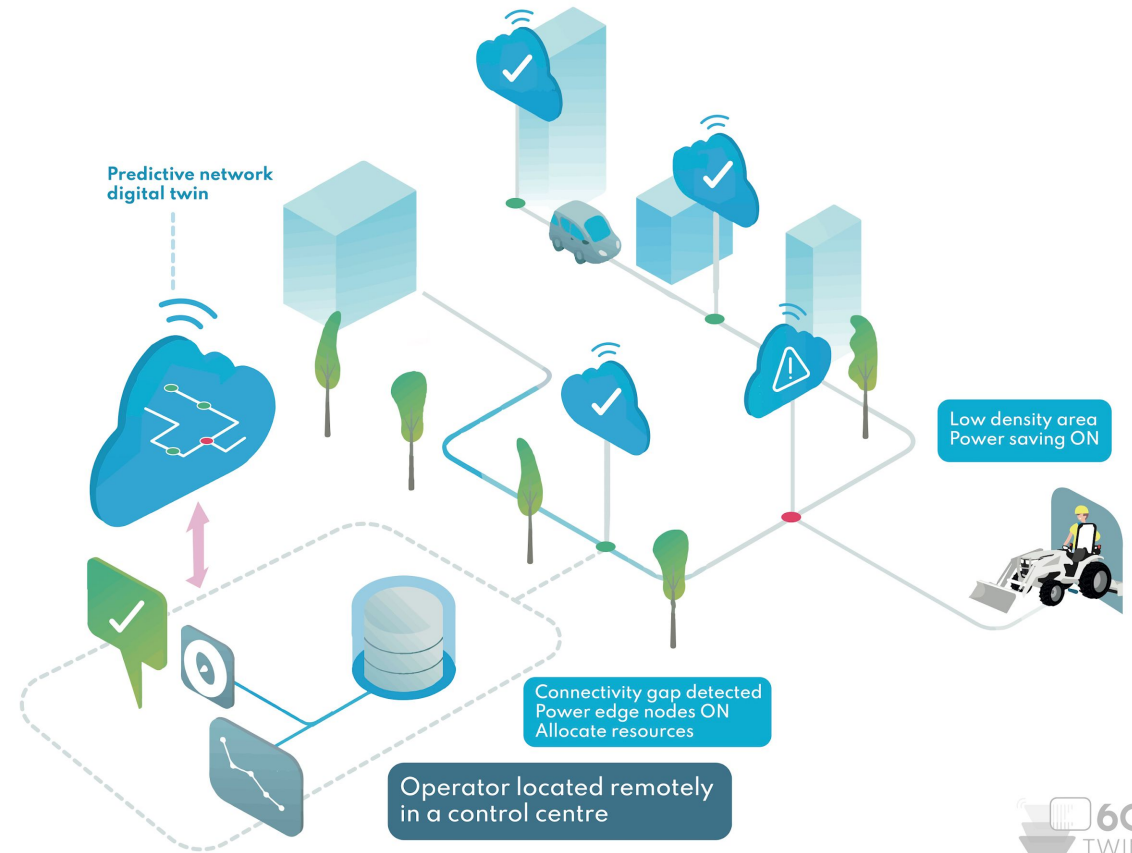 Predictive network
digital twin
Low density area
Power saving ON
Connectivity gap detected
Power edge nodes ON
Allocate resources
Operator located remotely
in a control centre